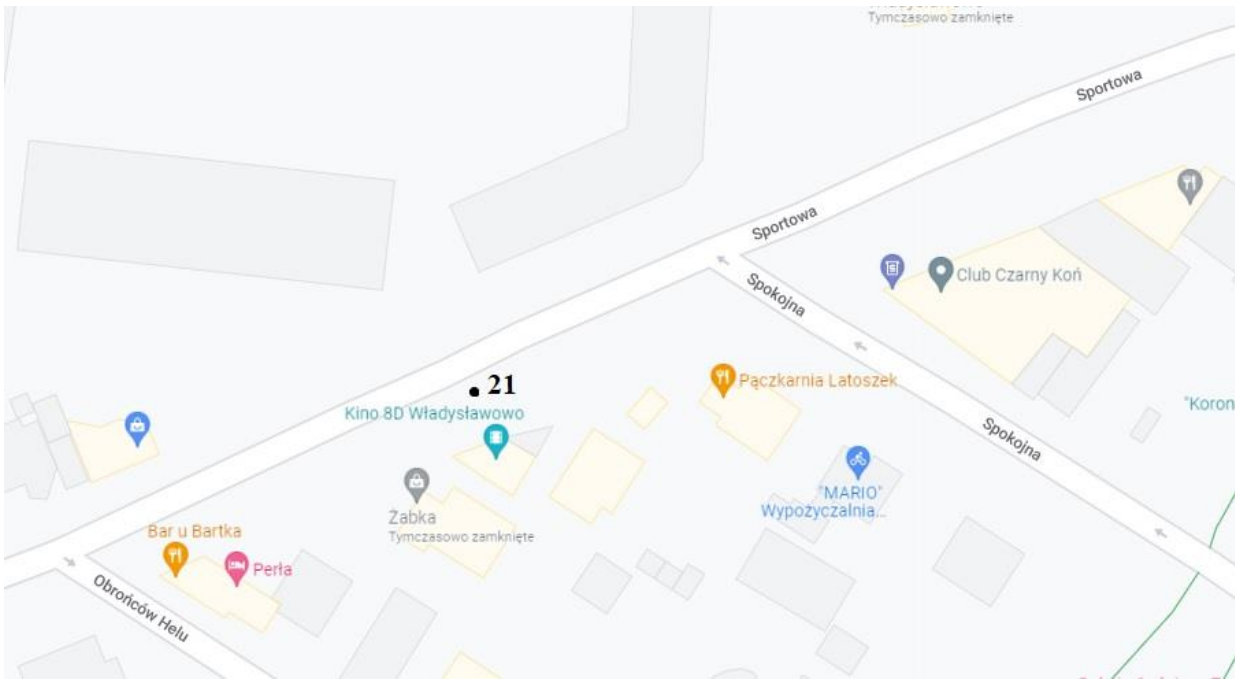 Tymczasowo zamknięte
Sportowa
Sportowa
Club Czarny Koń
Spokojna
21
Pączkarnia Latoszek
Kino 8D Władysławowo
"Koron
Spokojna
"MARIO"
Wypożyczalnia...
Żabka
Tymczasowo zamknięte
Bar u Bartka
Perła
Obrońców Helu